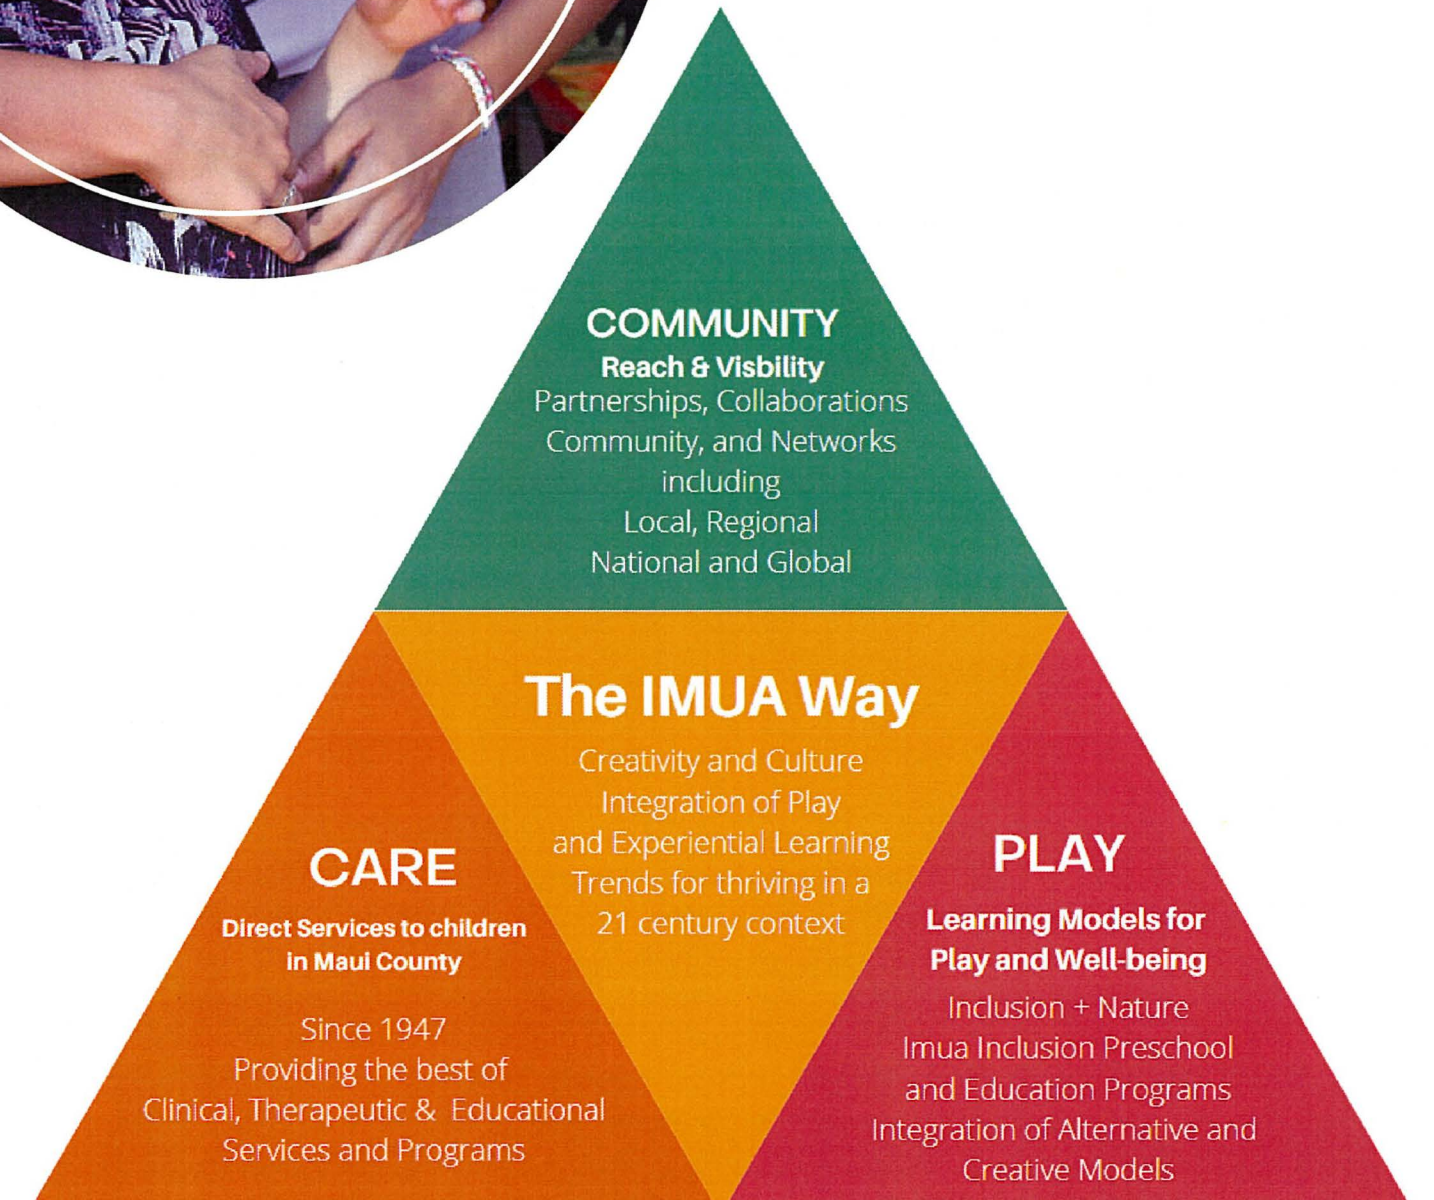 COMMUNITY
Reach & Visbility
Partnerships, Collaborations
Community, and Networks
including
Local, Regional
National and Global
The IMUA Way
Creativity and Culture
Integration of Play
and Experiential Learning
Trends for thriving in a
21 century context
CARE
Direct Services to children
in Maui County
Since 1947
Providing the best of
Clinical, Therapeutic & Educational
Services and Programs
PLAY
Learning Models for
Play and Well-being
Inclusion + Nature
Imua Inclusion Preschool
and Education Programs
Integration of Alternative and
Creative Models